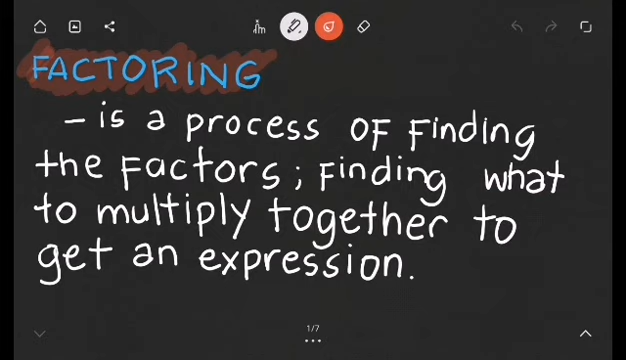 FACTORING
- is a process of finding
the factors; finding what
to multiply together to
get an expression.
1/7